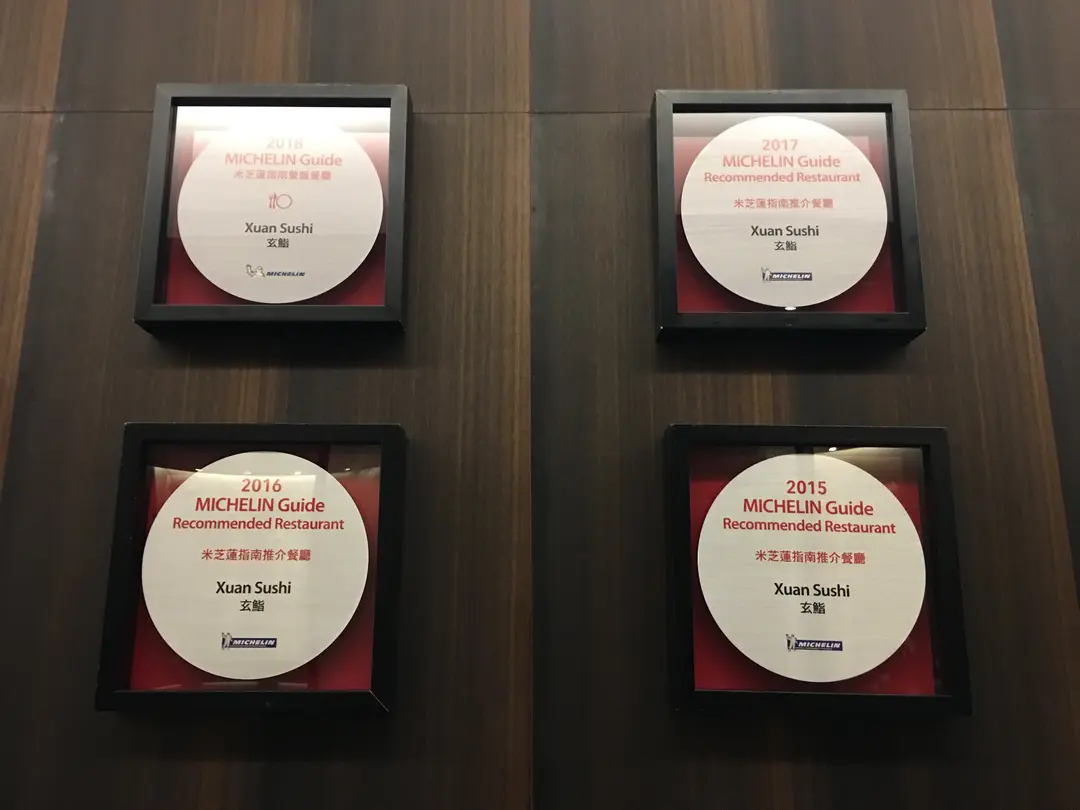 2018
MICHELIN Guide
米芝蓮指南餐盤餐廳
Xuan Sushi
玄鮨
MICHELIN
2017
MICHELIN Guide
Recommended Restaurant
米芝蓮指南推介餐廳
Xuan Sushi
玄鮨
MICHELIN
2016
MICHELIN Guide
Recommended Restaurant
米芝蓮指南推介餐廳
Xuan Sushi
玄鮨
MICHELIN
2015
MICHELIN Guide
Recommended Restaurant
米芝蓮指南推介餐廳
Xuan Sushi
玄鮨
MICHELIN